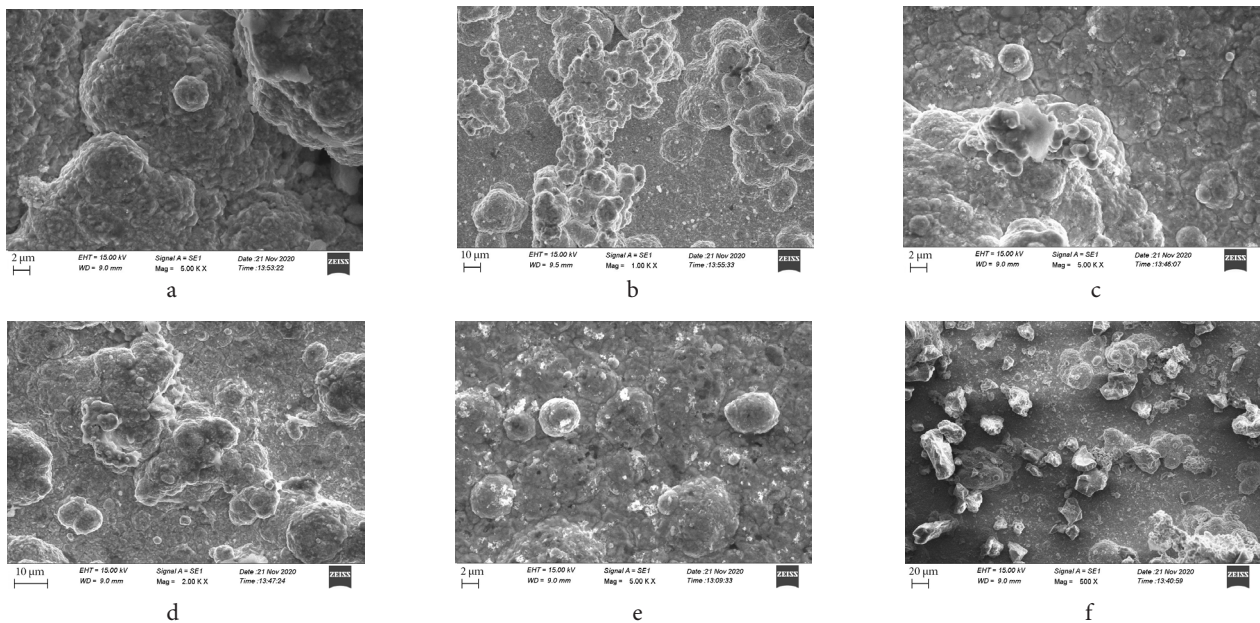 2 µm EHT = 15.00 kV Signal A = SE1 Date :21 Nov 2020 ZEISS
WD = 9.0 mm Mag = 5.00 K X Time :13:53:22
a
10 µm EHT = 15.00 kV Signal A = SE1 Date :21 Nov 2020 ZEISS
WD = 9.5 mm Mag = 1.00 K X Time :13:55:33
b
2 µm EHT = 15.00 kV Signal A = SE1 Date :21 Nov 2020 ZEISS
WD = 9.0 mm Mag = 5.00 K X Time :13:46:07
c
10 µm EHT = 15.00 kV Signal A = SE1 Date :21 Nov 2020 ZEISS
WD = 9.0 mm Mag = 2.00 K X Time :13:47:24
d
2 µm EHT = 15.00 kV Signal A = SE1 Date :21 Nov 2020 ZEISS
WD = 9.0 mm Mag = 5.00 K X Time :13:09:33
e
20 µm EHT = 15.00 kV Signal A = SE1 Date :21 Nov 2020 ZEISS
WD = 9.0 mm Mag = 500 X Time :13:40:59
f